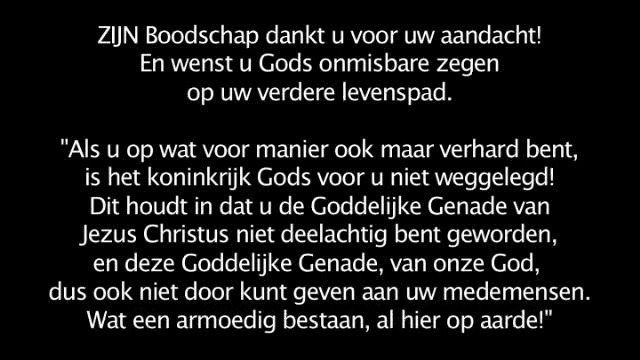 ZIJN Boodschap dankt u voor uw aandacht!
En wenst u Gods onmisbare zegen
op uw verdere levenspad.
"Als u op wat voor manier ook maar verhard bent,
is het koninkrijk Gods voor u niet weggelegd!
Dit houdt in dat u de Goddelijke Genade van
Jezus Christus niet deelachtig bent geworden,
en deze Goddelijke Genade, van onze God,
dus ook niet door kunt geven aan uw medemensen.
Wat een armoedig bestaan, al hier op aarde!"